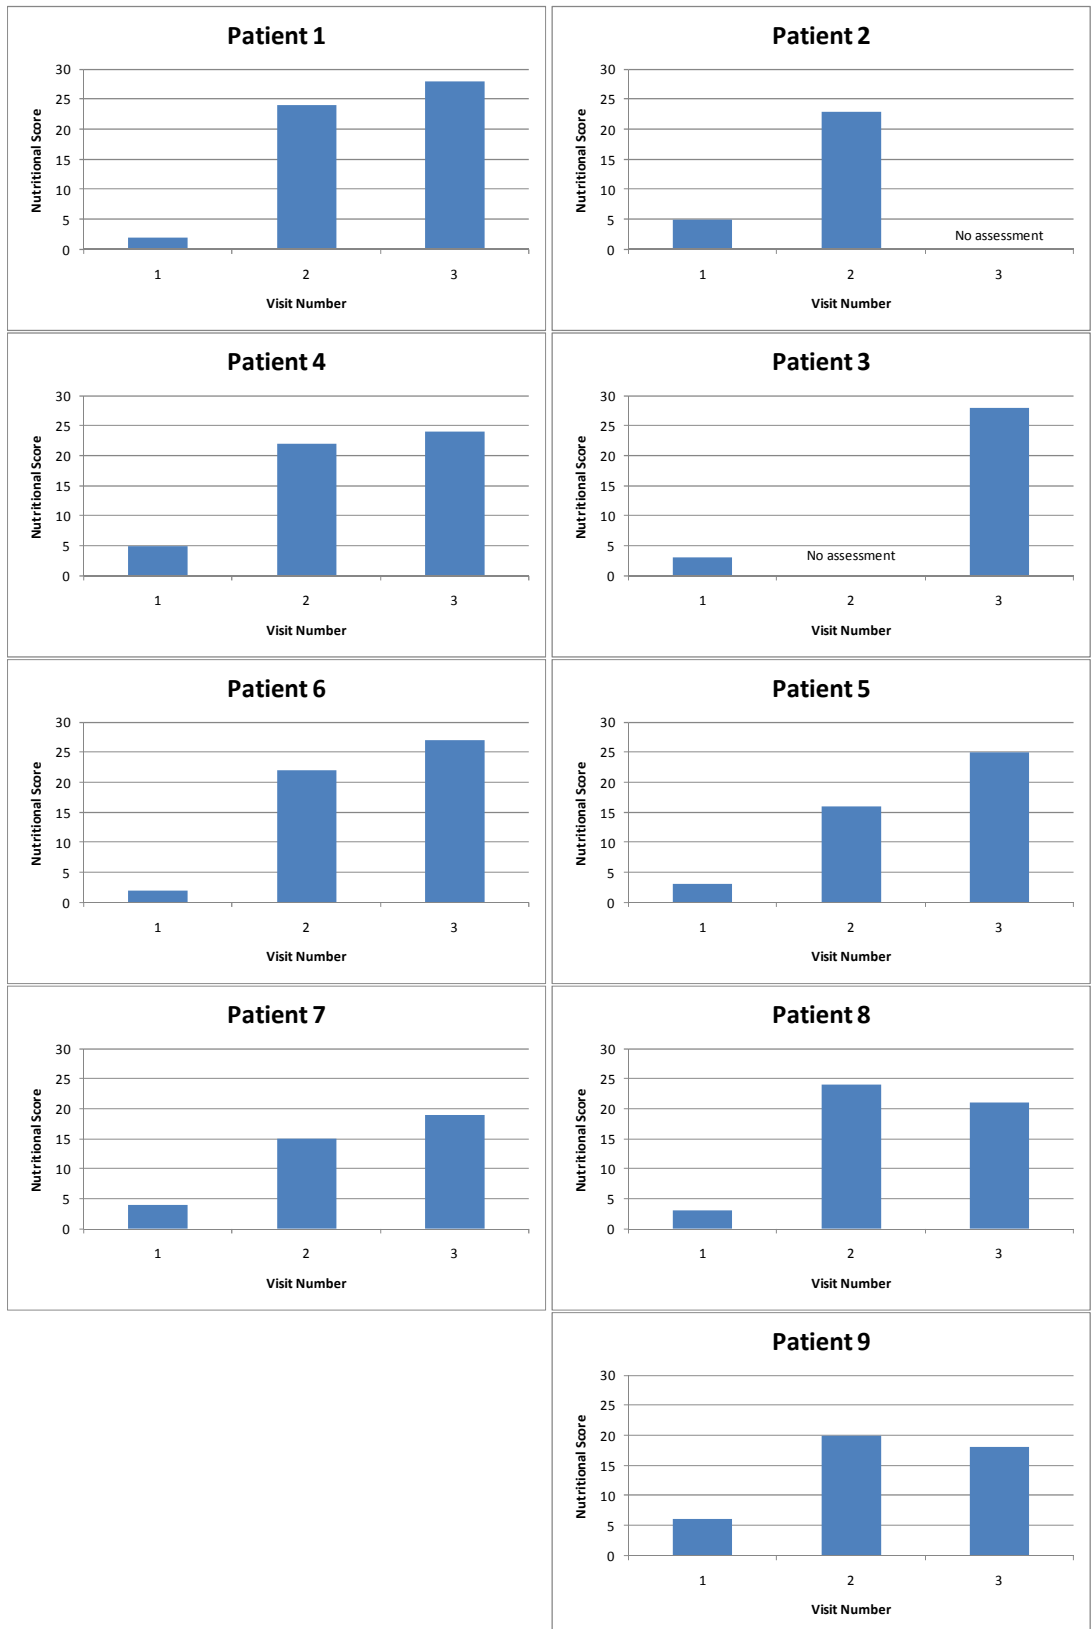 Patient 1
30
25
20
15
10
5
0
Nutritional Score
1 2 3
Visit Number
Patient 2
30
25
20
15
10
5
0
Nutritional Score
No assessment
1 2 3
Visit Number
Patient 4
30
25
20
15
10
5
0
Nutritional Score
1 2 3
Visit Number
Patient 3
30
25
20
15
10
5
0
Nutritional Score
No assessment
1 2 3
Visit Number
Patient 6
30
25
20
15
10
5
0
Nutritional Score
1 2 3
Visit Number
Patient 5
30
25
20
15
10
5
0
Nutritional Score
1 2 3
Visit Number
Patient 7
30
25
20
15
10
5
0
Nutritional Score
1 2 3
Visit Number
Patient 8
30
25
20
15
10
5
0
Nutritional Score
1 2 3
Visit Number
Patient 9
30
25
20
15
10
5
0
Nutritional Score
1 2 3
Visit Number